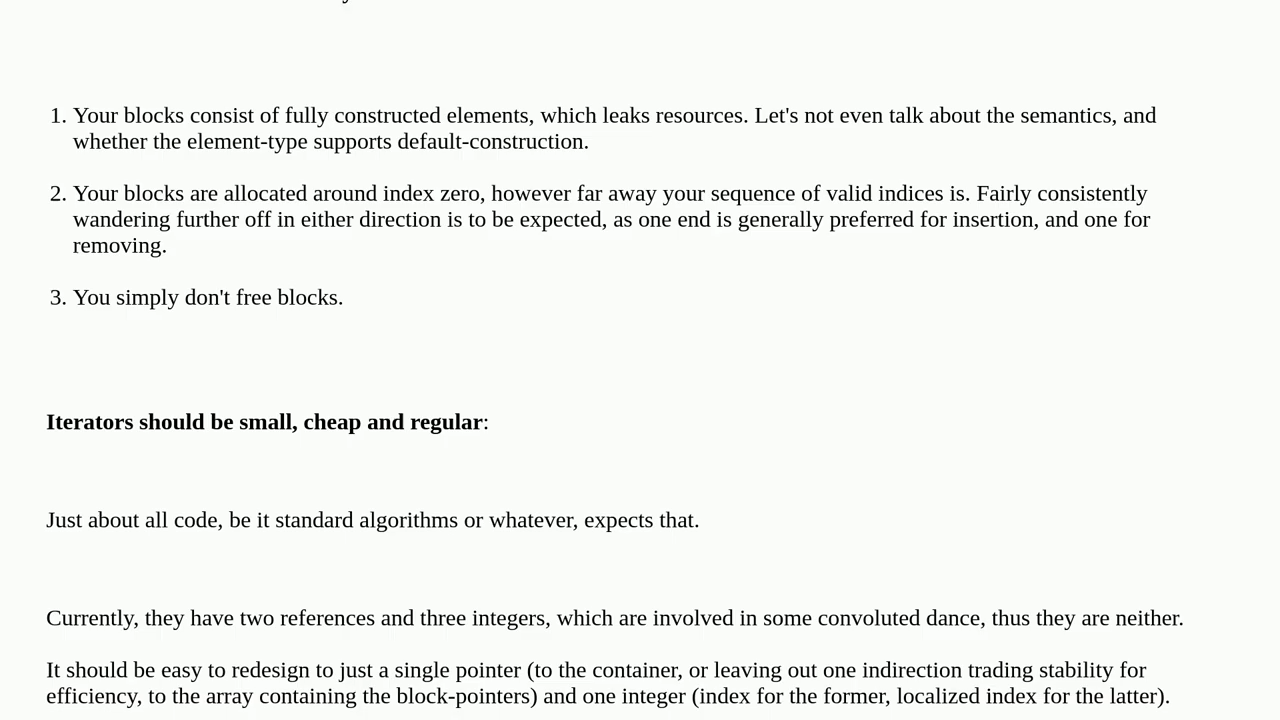 1. Your blocks consist of fully constructed elements, which leaks resources. Let's not even talk about the semantics, and
whether the element-type supports default-construction.
2. Your blocks are allocated around index zero, however far away your sequence of valid indices is. Fairly consistently
wandering further off in either direction is to be expected, as one end is generally preferred for insertion, and one for
removing.
3. You simply don't free blocks.
Iterators should be small, cheap and regular:
Just about all code, be it standard algorithms or whatever, expects that.
Currently, they have two references and three integers, which are involved in some convoluted dance, thus they are neither.
It should be easy to redesign to just a single pointer (to the container, or leaving out one indirection trading stability for
efficiency, to the array containing the block-pointers) and one integer (index for the former, localized index for the latter).